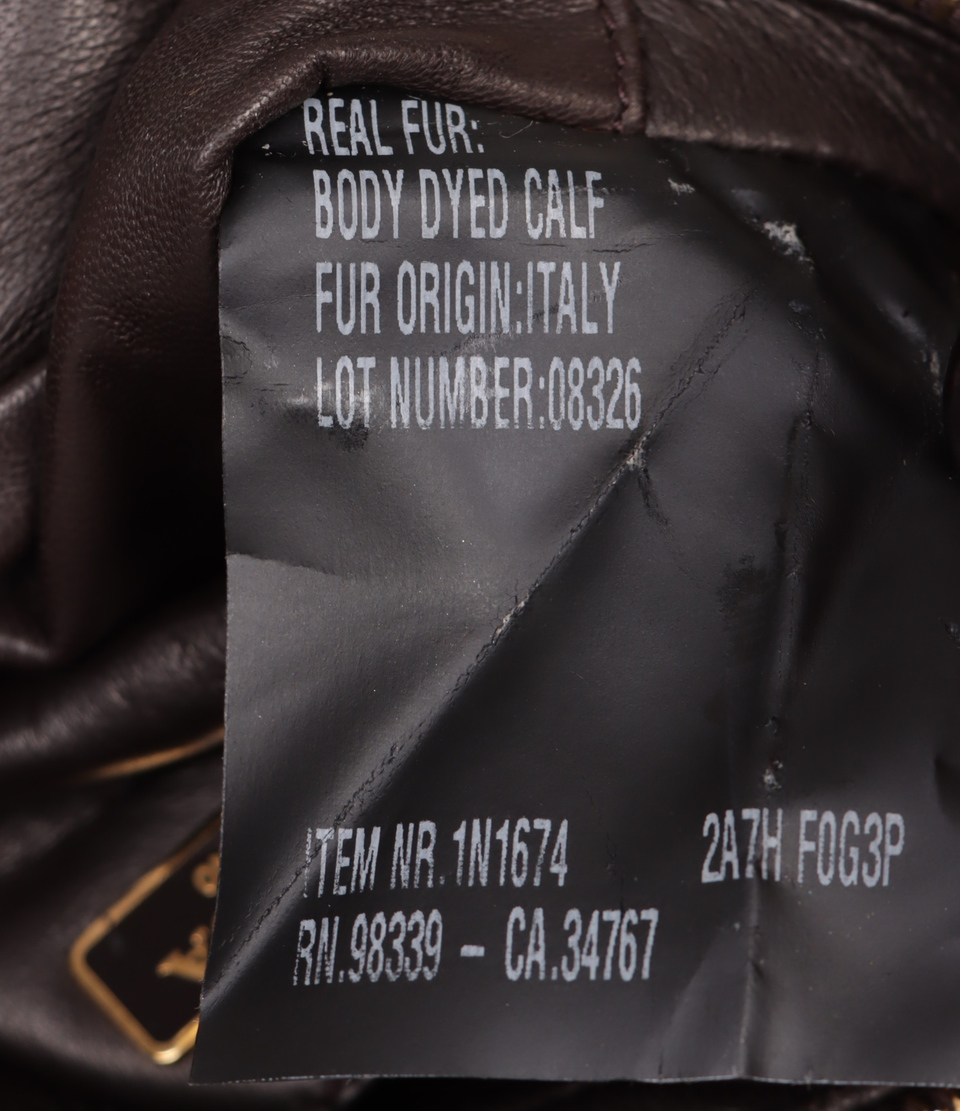 REAL FUR:
BODY DYED CALF
FUR ORIGIN:ITALY
LOT NUMBER:08326
ITEM NR.1N1674 2A7H F0G3P
RN.98339 - CA.34767